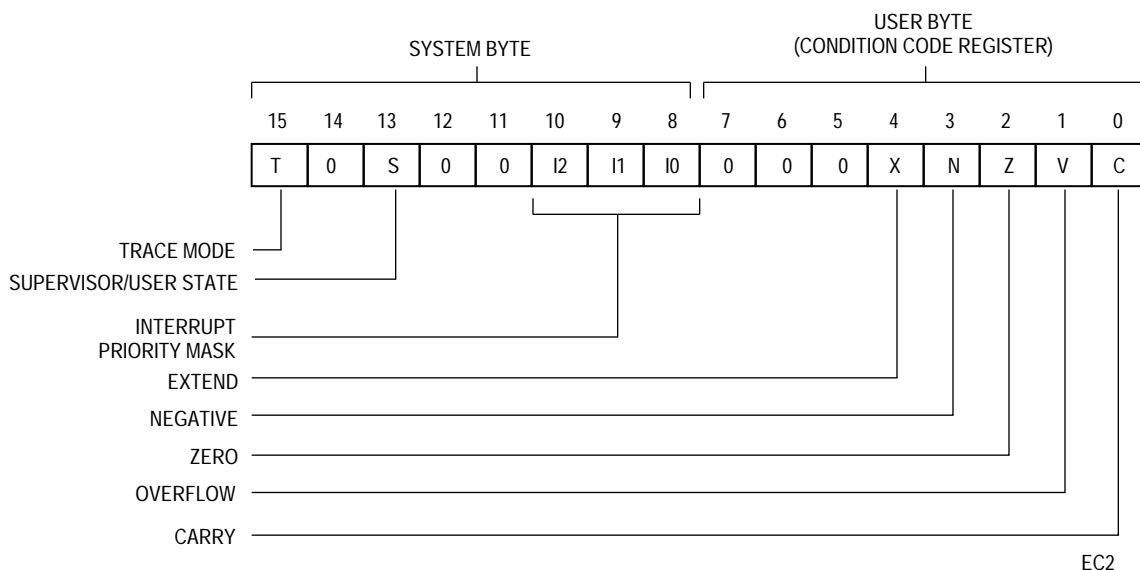 USER BYTE
(CONDITION CODE REGISTER)
SYSTEM BYTE
15 14 13 12 11 10 9 8 7 6 5 4 3 2 1 0
T 0 S 0 0 I2 I1 I0 0 0 0 X N Z V C
TRACE MODE
SUPERVISOR/USER STATE
INTERRUPT
PRIORITY MASK
EXTEND
NEGATIVE
ZERO
OVERFLOW
CARRY
EC2